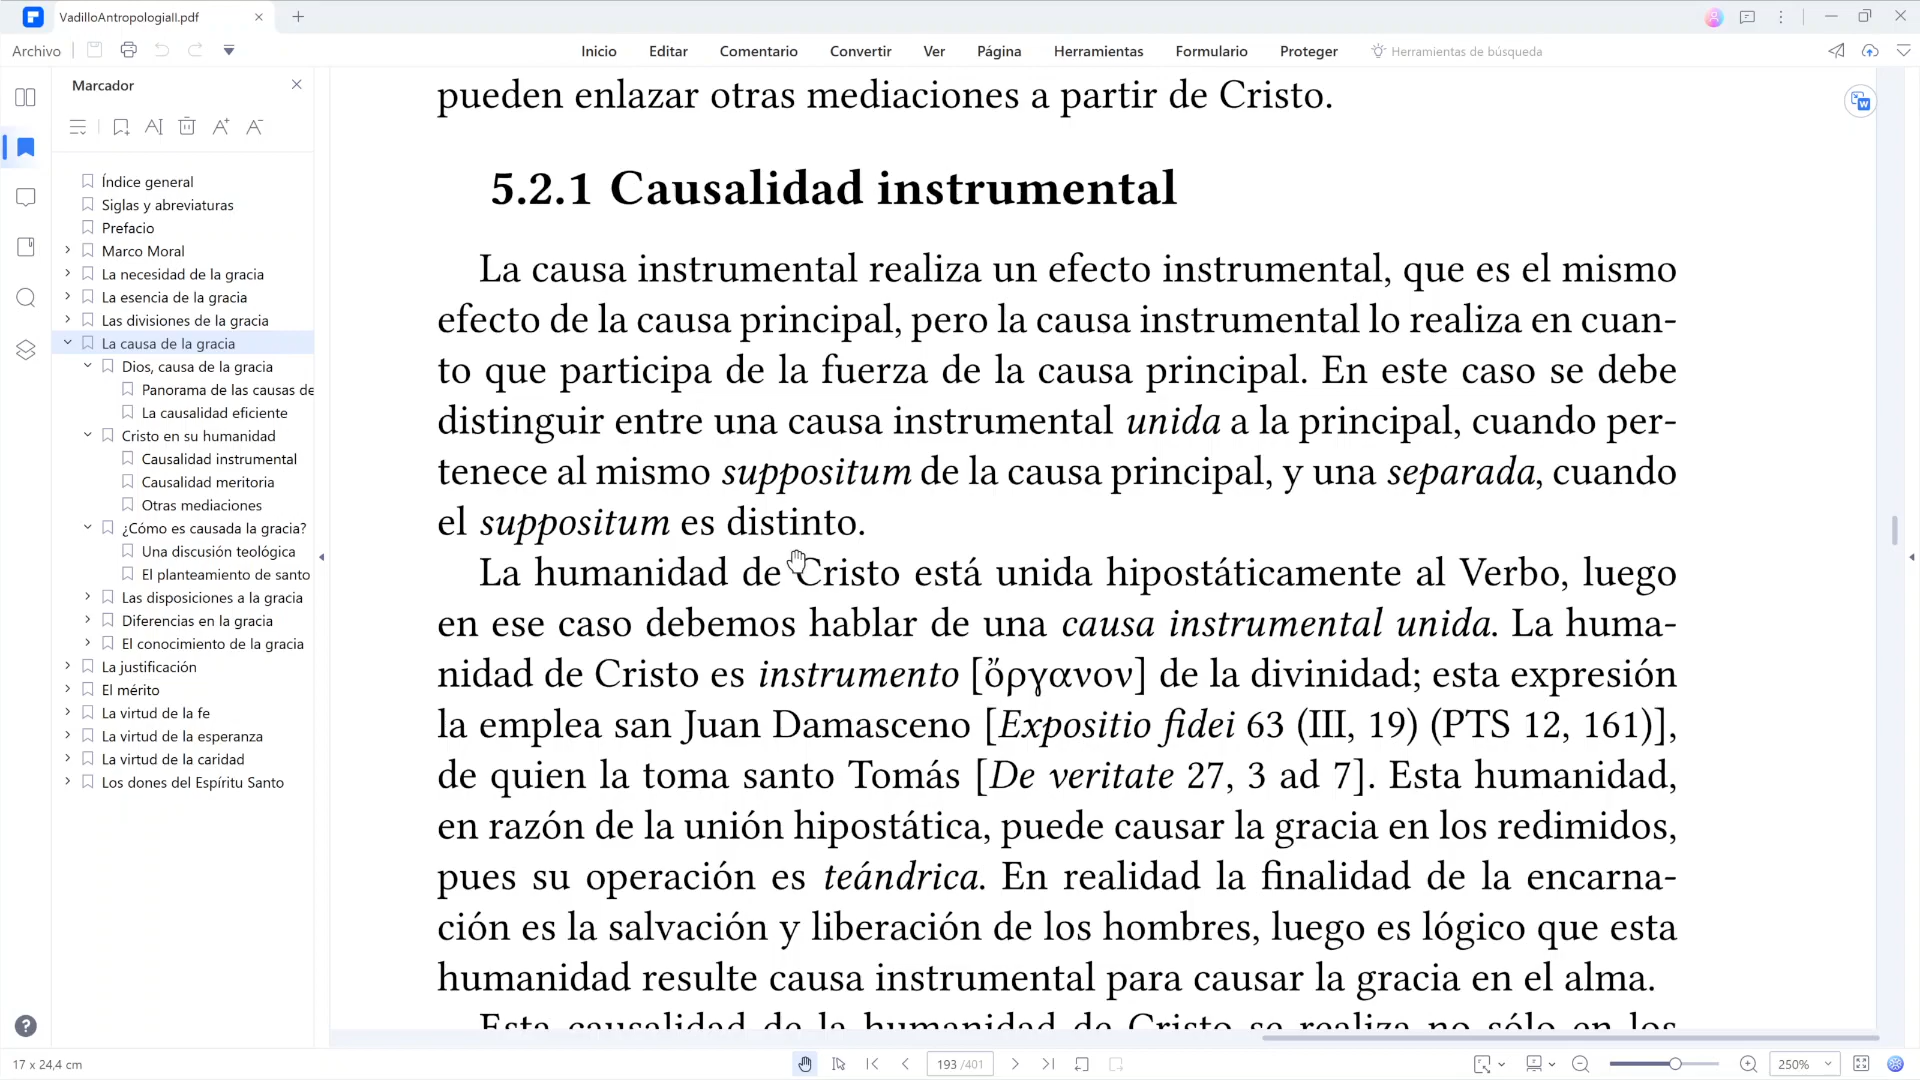 VadilloAntropologiaII.pdf
Archivo
Inicio
Editar
Comentario
Convertir
Ver
Página
Herramientas
Formulario
Proteger
Herramientas de búsqueda
Marcador
Índice general
Siglas y abreviaturas
Prefacio
Marco Moral
La necesidad de la gracia
La esencia de la gracia
Las divisiones de la gracia
La causa de la gracia
Dios, causa de la gracia
Panorama de las causas de
La causalidad eficiente
Cristo en su humanidad
Causalidad instrumental
Causalidad meritoria
Otras mediaciones
¿Cómo es causada la gracia?
Una discusión teológica
El planteamiento de santo
Las disposiciones a la gracia
Diferencias en la gracia
El conocimiento de la gracia
La justificación
El mérito
La virtud de la fe
La virtud de la esperanza
La virtud de la caridad
Los dones del Espíritu Santo
pueden enlazar otras mediaciones a partir de Cristo.
5.2.1 Causalidad instrumental
La causa instrumental realiza un efecto instrumental, que es el mismo
efecto de la causa principal, pero la causa instrumental lo realiza en cuan-
to que participa de la fuerza de la causa principal. En este caso se debe
distinguir entre una causa instrumental unida a la principal, cuando per-
tenece al mismo suppositum de la causa principal, y una separada, cuando
el suppositum es distinto.
La humanidad de Cristo está unida hipostáticamente al Verbo, luego
en ese caso debemos hablar de una causa instrumental unida. La huma-
nidad de Cristo es instrumento [ὄργανον] de la divinidad; esta expresión
la emplea san Juan Damasceno [Expositio fidei 63 (III, 19) (PTS 12, 161)],
de quien la toma santo Tomás [De veritate 27, 3 ad 7]. Esta humanidad,
en razón de la unión hipostática, puede causar la gracia en los redimidos,
pues su operación es teándrica. En realidad la finalidad de la encarna-
ción es la salvación y liberación de los hombres, luego es lógico que esta
humanidad resulte causa instrumental para causar la gracia en el alma.
Esta causalidad de la humanidad de Cristo se realiza no sólo en los
17 x 24,4 cm
193 /401
250%